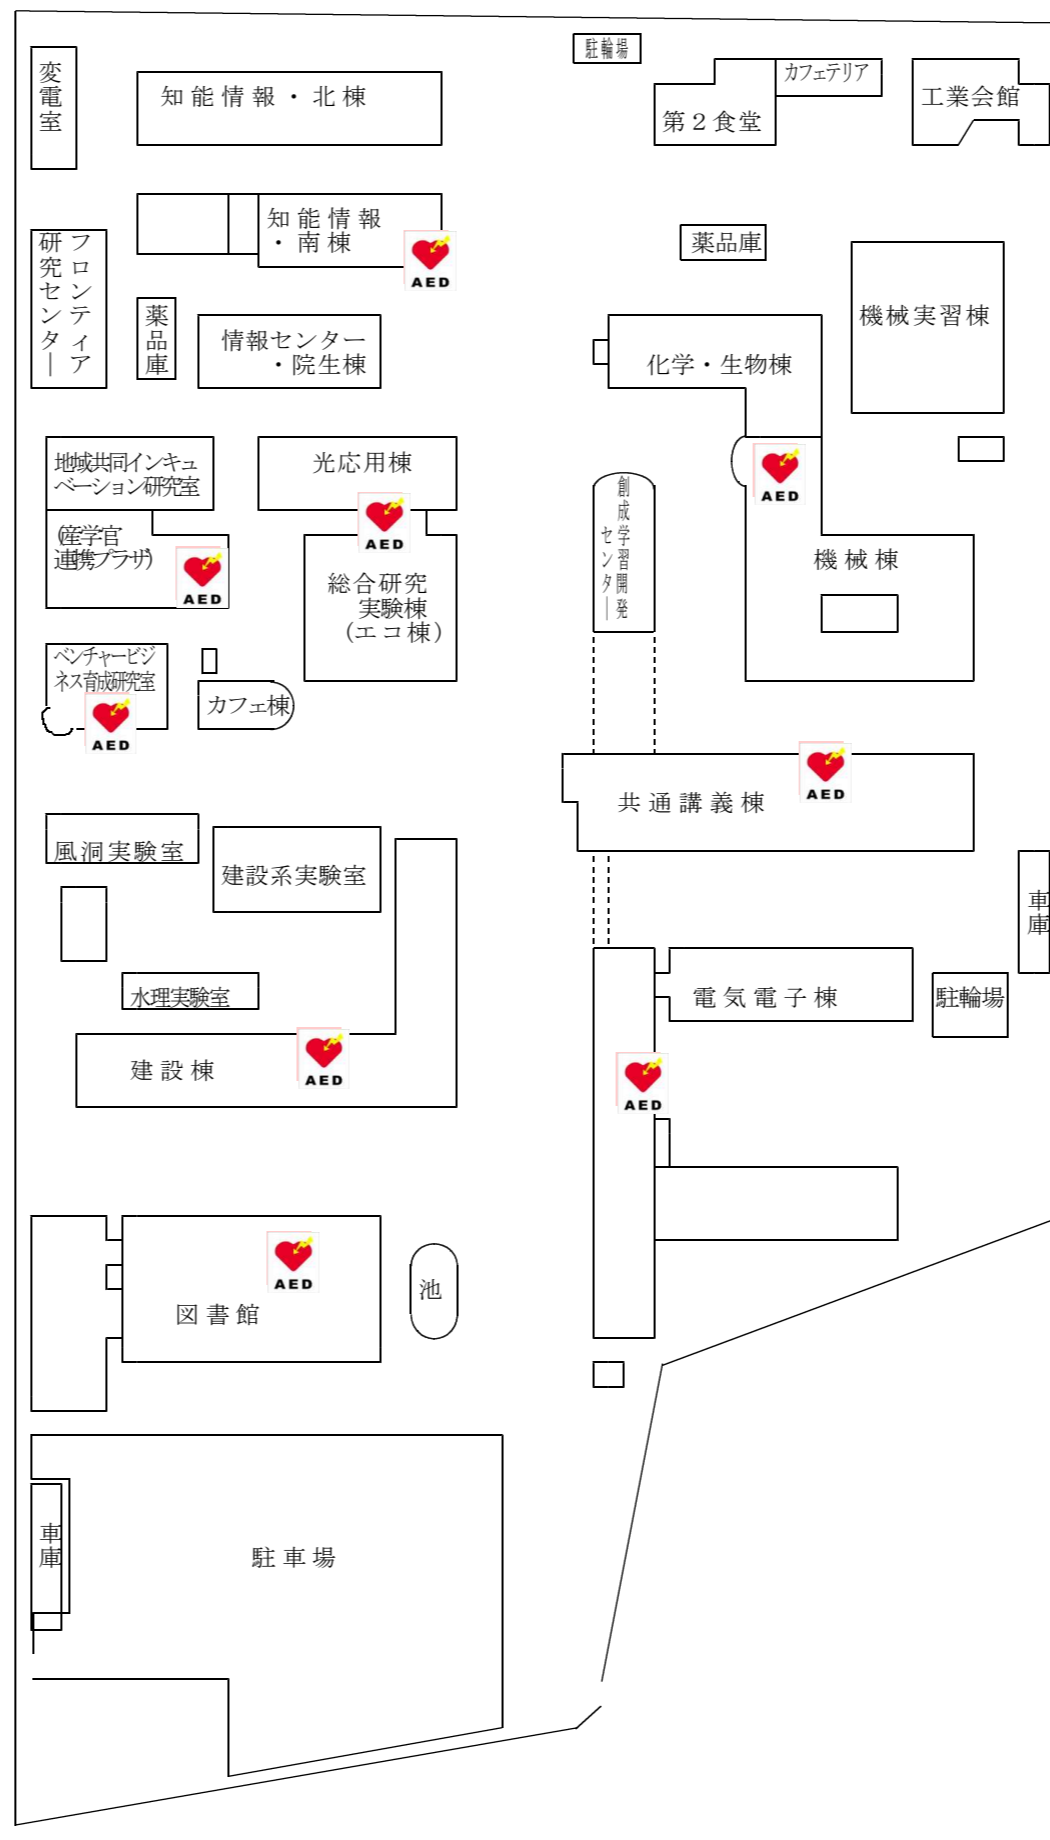 駐輪場
変電室
知能情報・北棟
カフェテリア
第２食堂
工業会館
知能情報
・南棟
AED
フロンティア
研究センター
薬品庫
薬品庫
情報センター
・院生棟
化学・生物棟
機械実習棟
地域共同インキュ
ベーション研究室
(産学官
連携プラザ)
AED
光応用棟
AED
総合研究
実験棟
(エコ棟)
創成学習開発
センター
AED
機械棟
ベンチャービジ
ネス育成研究室
AED
カフェ棟
AED
共通講義棟
風洞実験室
建設系実験室
車庫
水理実験室
電気電子棟
駐輪場
建設棟
AED
AED
AED
図書館
池
車庫
駐車場